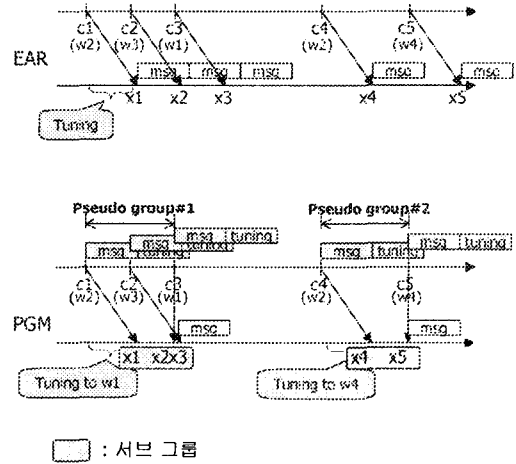 c1 c2 c3 c4 c5
(w2) (w3) (w1) (w2) (w4)
EAR
msg msg msg msg msg
x1 x2 x3 x4 x5
Tuning
Pseudo group#1 Pseudo group#2
msg tuning msg tuning
msg tuning msg tuning msg tuning
c1 c2 c3 c4 c5
(w2) (w3) (w1) (w2) (w4)
PGM
msg msg
x1 x2x3 x4 x5
Tuning to w1 Tuning to w4
: 서브 그룹